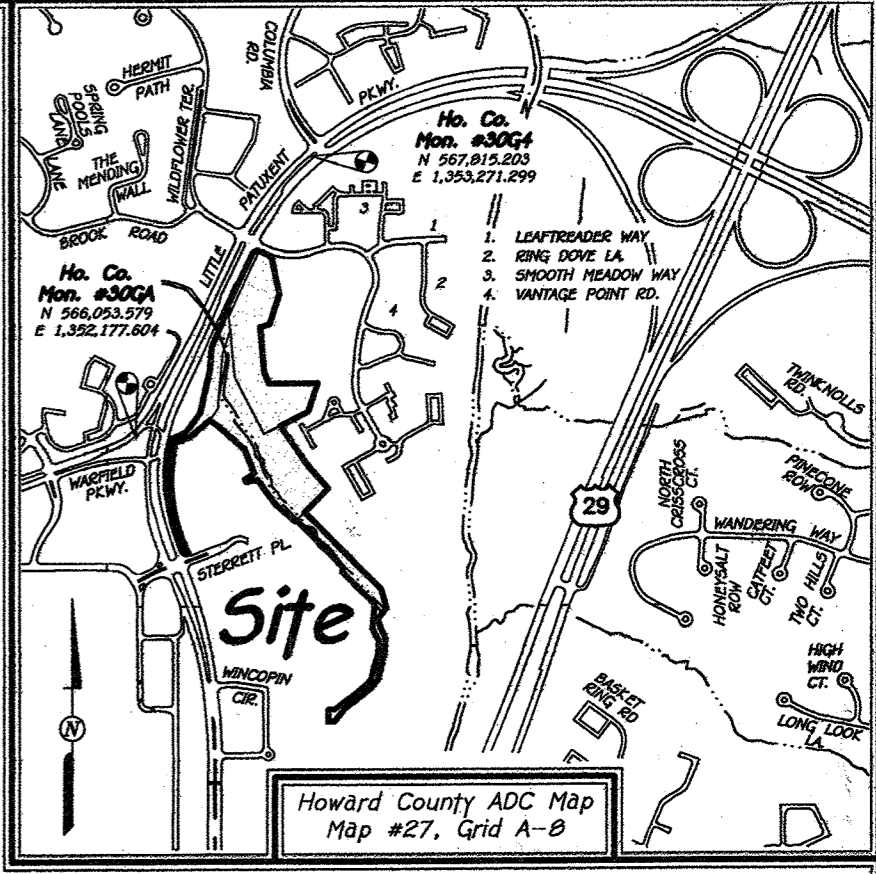 HERMIT
PATH
COLUMBIA
RD.
SPRING
POOLS
LANE
LANE
THE
MENDING
WALL
WILDFLOWER TER.
PATUXENT
PKWY.
BROOK ROAD
LITTLE
Ho. Co.
Mon. #30G4
N 567,815.203
E 1,353,271.299
3
1
2
4
1. LEAFTREADER WAY
2. RING DOVE LA.
3. SMOOTH MEADOW WAY
4. VANTAGE POINT RD.
Ho. Co.
Mon. #30GA
N 566,053.579
E 1,352,177.604
WARFIELD
PKWY.
STERRETT PL.
Site
WINCOPIN
CIR.
N
29
TWIN KNOLLS
RD.
PINECONE
ROW
NORTH
CRISSCROSS
CT.
WANDERING WAY
HONEYSALT
ROW
CATFEET
CT.
TWO HILLS
CT.
HIGH
WIND
CT.
LONG LOOK
LA.
BASKET
RING RD
Howard County ADC Map
Map #27, Grid A-8